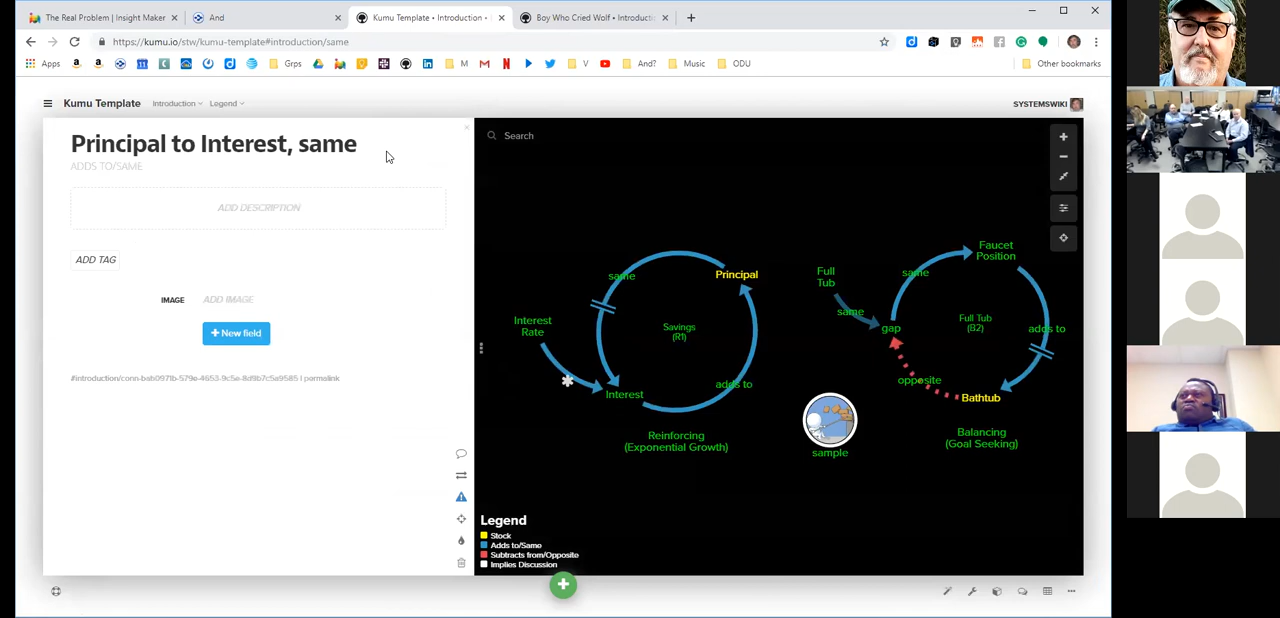 The Real Problem | Insight Maker
And
Kumu Template • Introduction •
Boy Who Cried Wolf • Introducti
https://kumo.io/stw/kumu-template#introduction/same
Apps
Grps
M
V
And?
Music
ODU
Other bookmarks
Kumu Template
Introduction
Legend
SYSTEMSWIKI
Principal to Interest, same
ADDS TO/SAME
ADD DESCRIPTION
ADD TAG
IMAGE
ADD IMAGE
New field
permalink
Search
same
Principal
Interest
Rate
Savings
(R1)
Interest
adds to
Reinforcing
(Exponential Growth)
Full
Tub
same
gap
same
Faucet
Position
Full Tub
(B2)
adds to
opposite
Bathtub
Balancing
(Goal Seeking)
sample
Legend
Stock
Adds to/Same
Subtracts from/Opposite
Implies Discussion